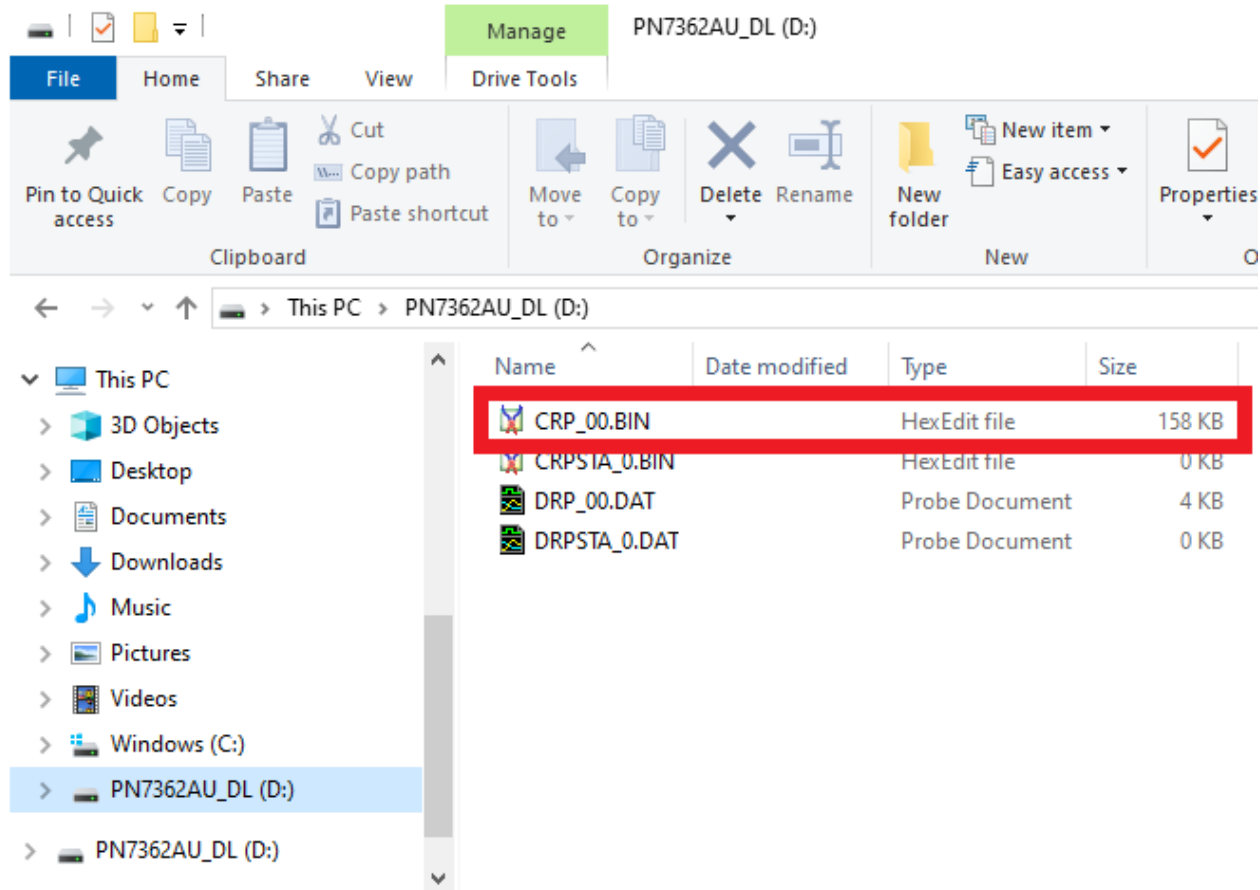 Manage PN7362AU_DL (D:)
File Home Share View Drive Tools
Pin to Quick access
Copy
Paste
Cut
Copy path
Paste shortcut
Clipboard
Move to
Copy to
Delete
Rename
Organize
New folder
New item
Easy access
New
Properties
O
This PC > PN7362AU_DL (D:)
This PC
3D Objects
Desktop
Documents
Downloads
Music
Pictures
Videos
Windows (C:)
PN7362AU_DL (D:)
PN7362AU_DL (D:)
Name Date modified Type Size
CRP_00.BIN HexEdit file 158 KB
CRPSTA_0.BIN HexEdit file 0 KB
DRP_00.DAT Probe Document 4 KB
DRPSTA_0.DAT Probe Document 0 KB